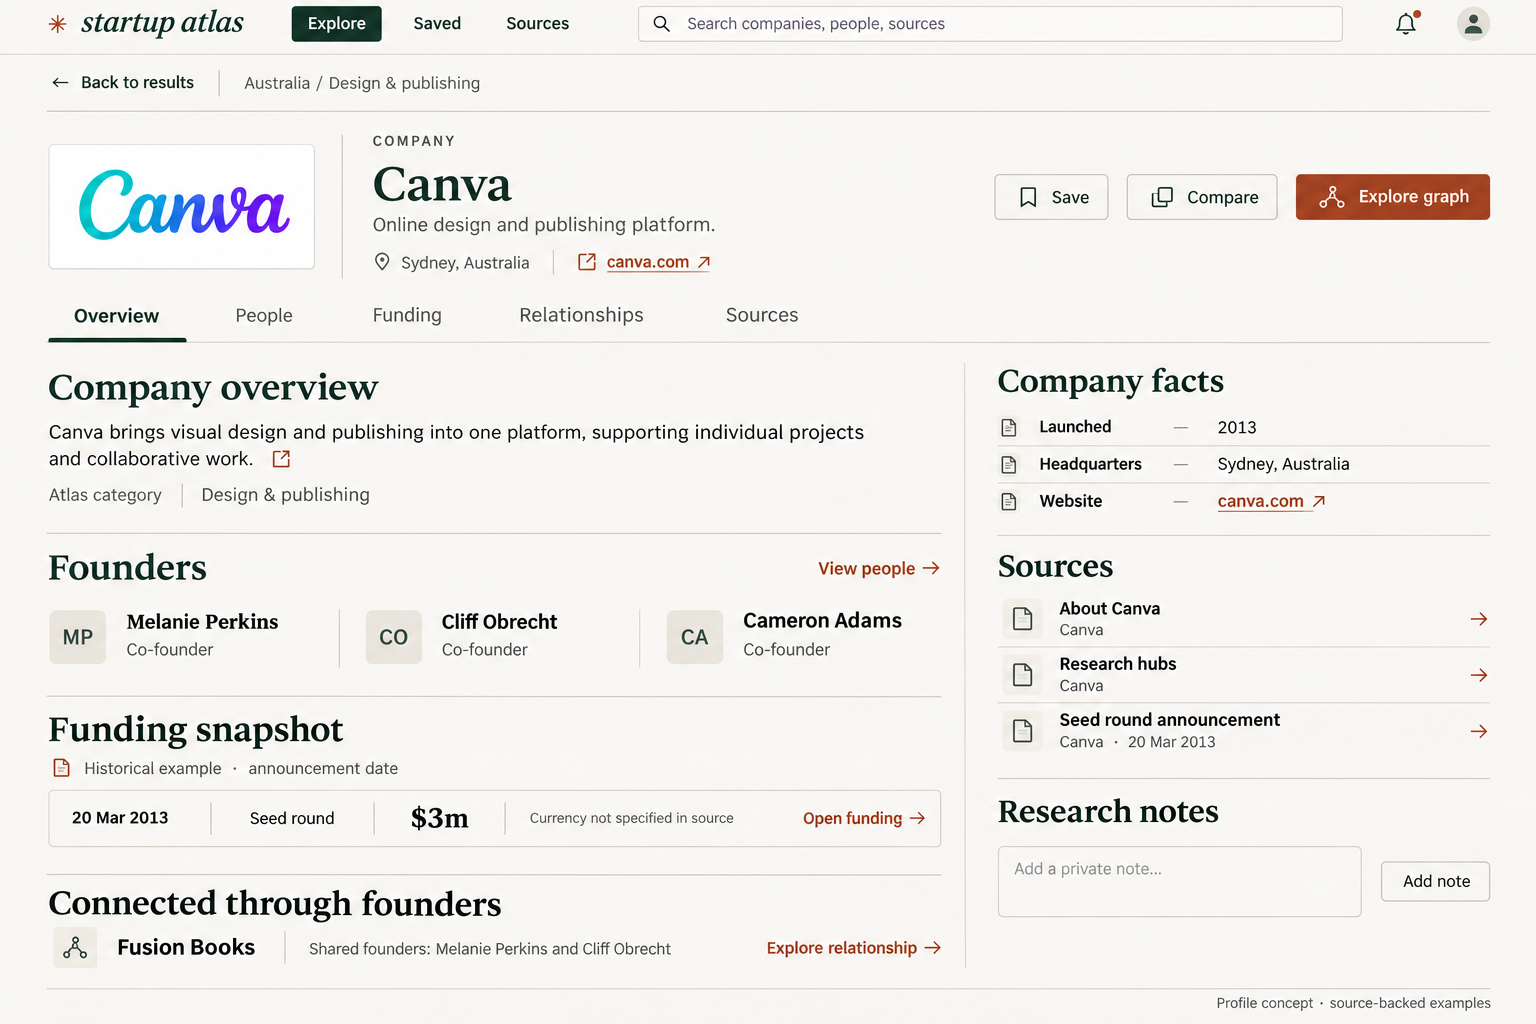 startup atlas
Explore
Saved
Sources
Search companies, people, sources
Back to results
Australia / Design & publishing
Canva
COMPANY
Canva
Online design and publishing platform.
Sydney, Australia
canva.com
Save
Compare
Explore graph
Overview
People
Funding
Relationships
Sources
Company overview
Canva brings visual design and publishing into one platform, supporting individual projects
and collaborative work.
Atlas category
Design & publishing
Founders
View people
MP
Melanie Perkins
Co-founder
CO
Cliff Obrecht
Co-founder
CA
Cameron Adams
Co-founder
Funding snapshot
Historical example · announcement date
20 Mar 2013
Seed round
$3m
Currency not specified in source
Open funding
Connected through founders
Fusion Books
Shared founders: Melanie Perkins and Cliff Obrecht
Explore relationship
Company facts
Launched — 2013
Headquarters — Sydney, Australia
Website — canva.com
Sources
About Canva
Canva
Research hubs
Canva
Seed round announcement
Canva · 20 Mar 2013
Research notes
Add a private note...
Add note
Profile concept · source-backed examples